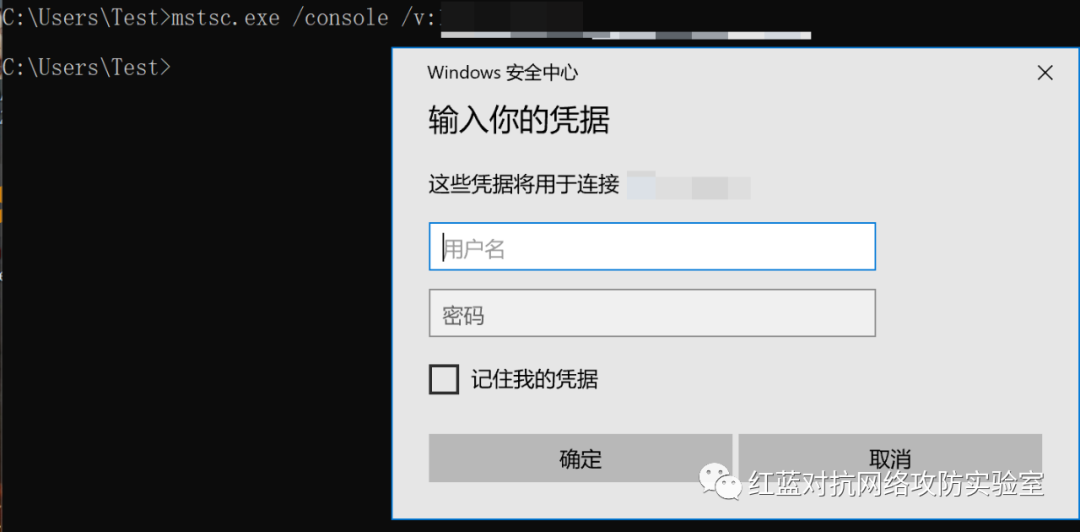 C:\Users\Test>mstsc.exe /console /v:
C:\Users\Test>
Windows 安全中心
输入你的凭据
这些凭据将用于连接
用户名
密码
记住我的凭据
确定
取消
红蓝对抗网络攻防实验室